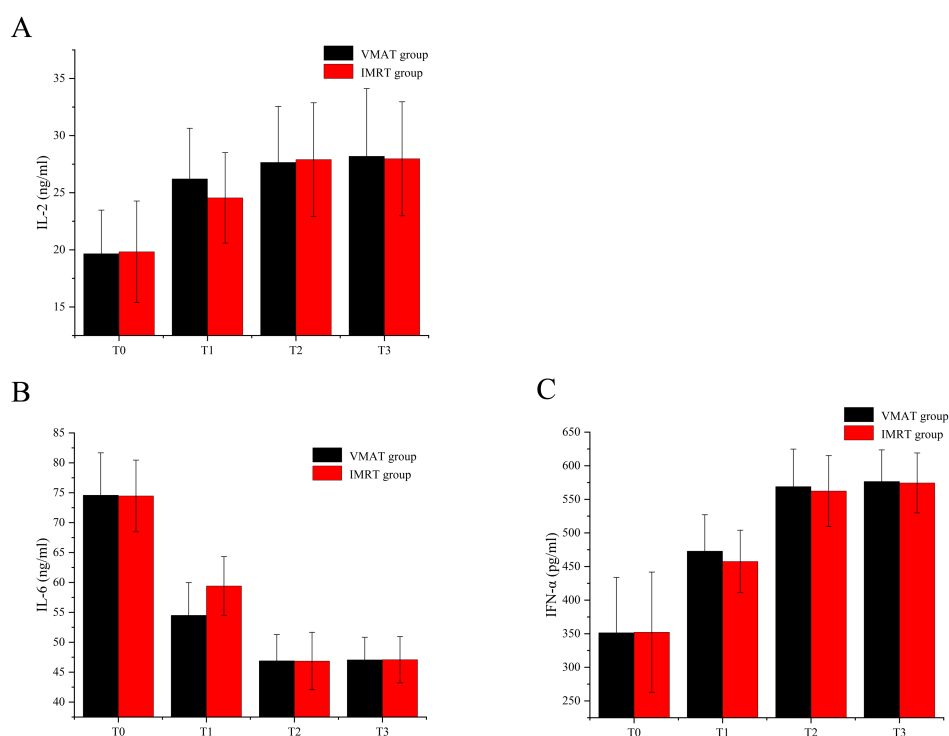 A
VMAT group
IMRT group
35
30
25
20
15
IL-2 (ng/ml)
T0 T1 T2 T3
B
VMAT group
IMRT group
85
80
75
70
65
60
55
50
45
40
IL-6 (ng/ml)
T0 T1 T2 T3
C
VMAT group
IMRT group
650
600
550
500
450
400
350
300
250
IFN-α (pg/ml)
T0 T1 T2 T3